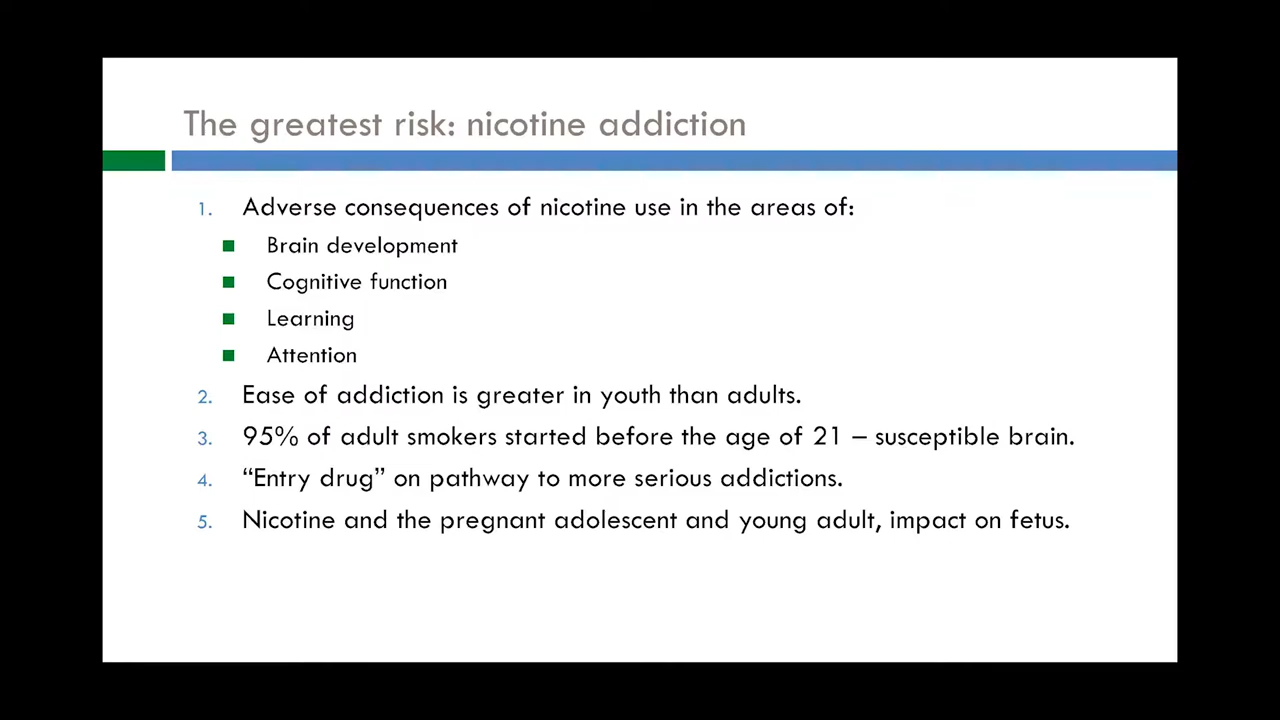 The greatest risk: nicotine addiction
1. Adverse consequences of nicotine use in the areas of:
Brain development
Cognitive function
Learning
Attention
2. Ease of addiction is greater in youth than adults.
3. 95% of adult smokers started before the age of 21 – susceptible brain.
4. “Entry drug” on pathway to more serious addictions.
5. Nicotine and the pregnant adolescent and young adult, impact on fetus.